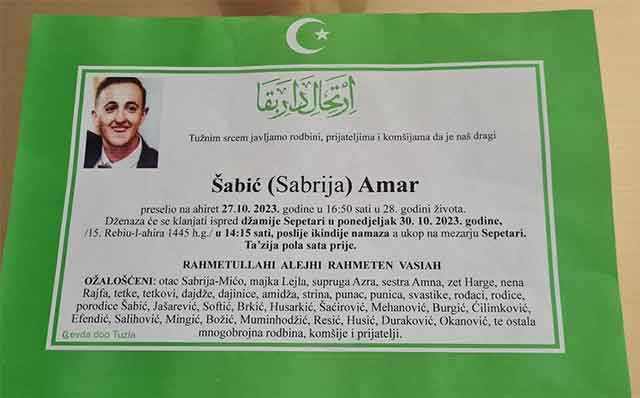 ارتحال دار بقا
Tužnim srcem javljamo rodbini, prijateljima i komšijama da je naš dragi
Šabić (Sabrija) Amar
preselio na ahiret 27.10. 2023. godine u 16:50 sati u 28. godini života.
Dženaza će se klanjati ispred džamije Sepetari u ponedjeljak 30. 10. 2023. godine,
/15. Rebiu-l-ahira 1445 h.g./ u 14:15 sati, poslije ikindije namaza a ukop na mezarju Sepetari.
Ta'zija pola sata prije.
RAHMETULLAHI ALEJHI RAHMETEN VASIAH
OŽALOŠĆENI: otac Sabrija-Mićo, majka Lejla, supruga Azra, sestra Amna, zet Harge, nena
Rajfa, tetke, tetkovi, dajdže, dajinice, amidža, strina, punac, punica, svastike, rođaci, rodice,
porodice Šabić, Jašarević, Softić, Brkić, Husarkić, Šaćirović, Mehanović, Burgić, Ćilimković,
Efendić, Salihović, Mingić, Božić, Muminhodžić, Resić, Husić, Duraković, Okanović, te ostala
mnogobrojna rodbina, komšije i prijatelji.
Gevda doo Tuzla